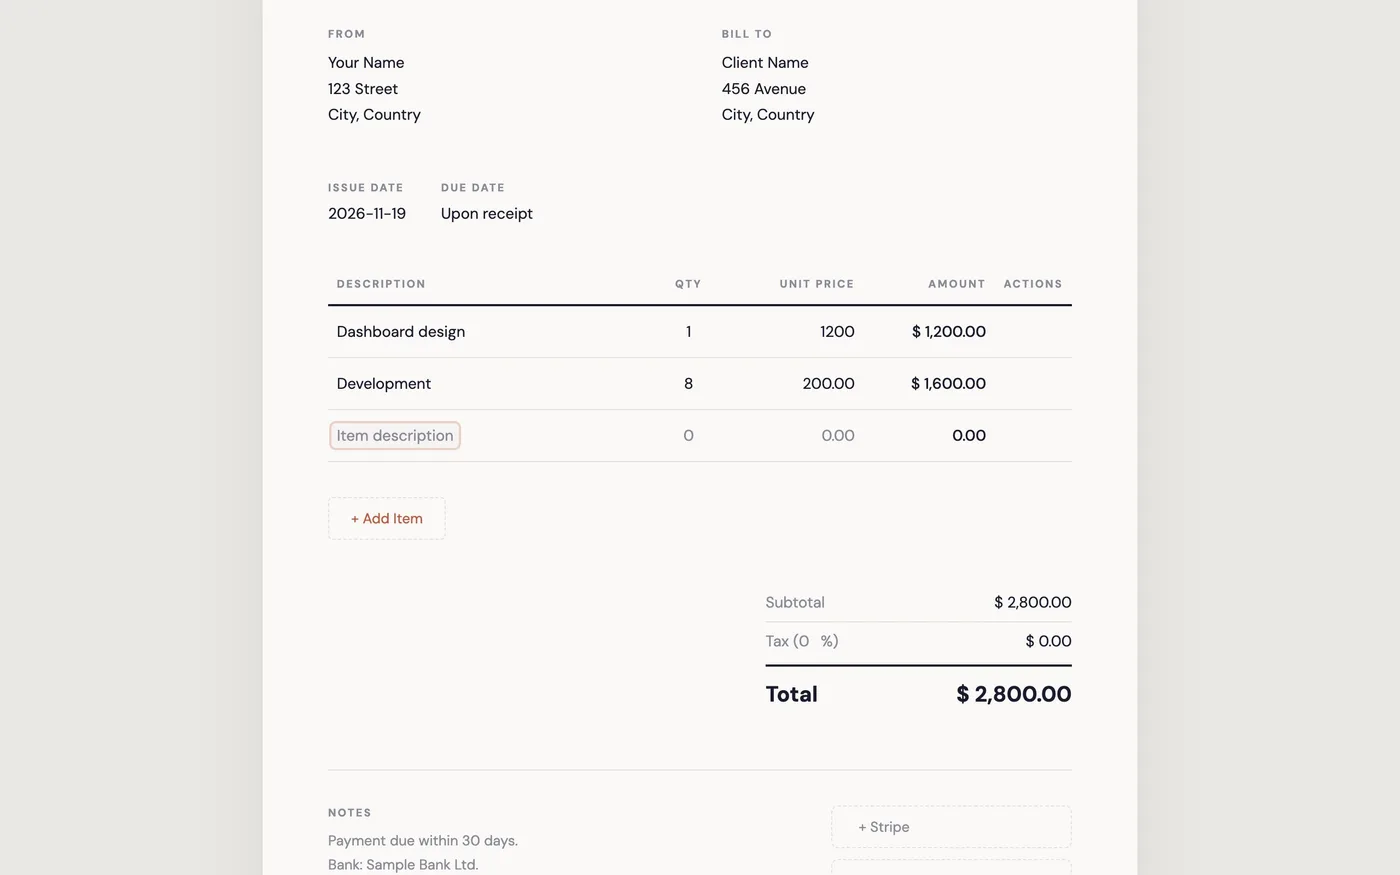 FROM
Your Name
123 Street
City, Country
BILL TO
Client Name
456 Avenue
City, Country
ISSUE DATE
2026-11-19
DUE DATE
Upon receipt
DESCRIPTION QTY UNIT PRICE AMOUNT ACTIONS
Dashboard design 1 1200 $ 1,200.00
Development 8 200.00 $ 1,600.00
Item description 0 0.00 0.00
+ Add Item
Subtotal $ 2,800.00
Tax (0 %) $ 0.00
Total $ 2,800.00
NOTES
Payment due within 30 days.
Bank: Sample Bank Ltd.
+ Stripe